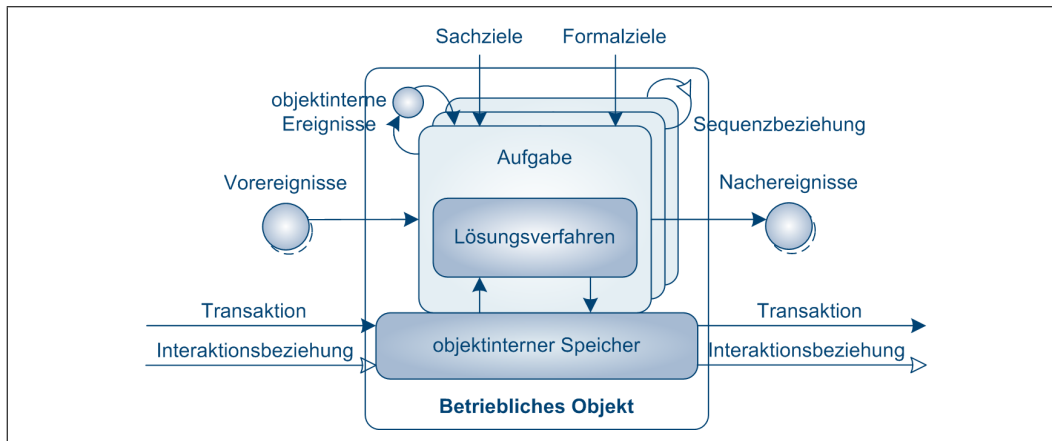 Sachziele
Formalziele
objektinterne
Ereignisse
Sequenzbeziehung
Aufgabe
Vorereignisse
Nachereignisse
Lösungsverfahren
Transaktion
Transaktion
Interaktionsbeziehung
objektinterner Speicher
Interaktionsbeziehung
Betriebliches Objekt